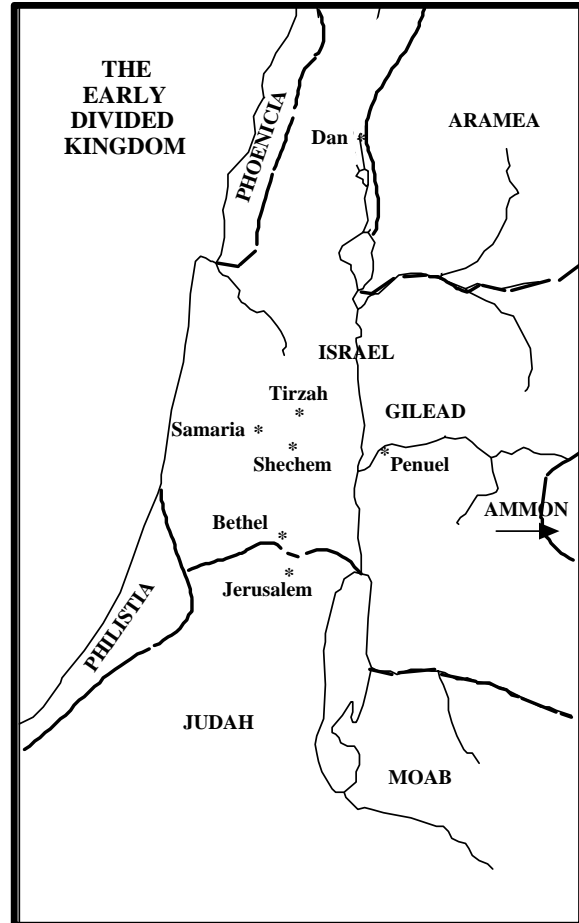 THE
EARLY
DIVIDED
KINGDOM
PHOENICIA
Dan
ARAMEA
ISRAEL
Tirzah
GILEAD
Samaria
Shechem
Penuel
AMMON
Bethel
Jerusalem
PHILISTIA
JUDAH
MOAB